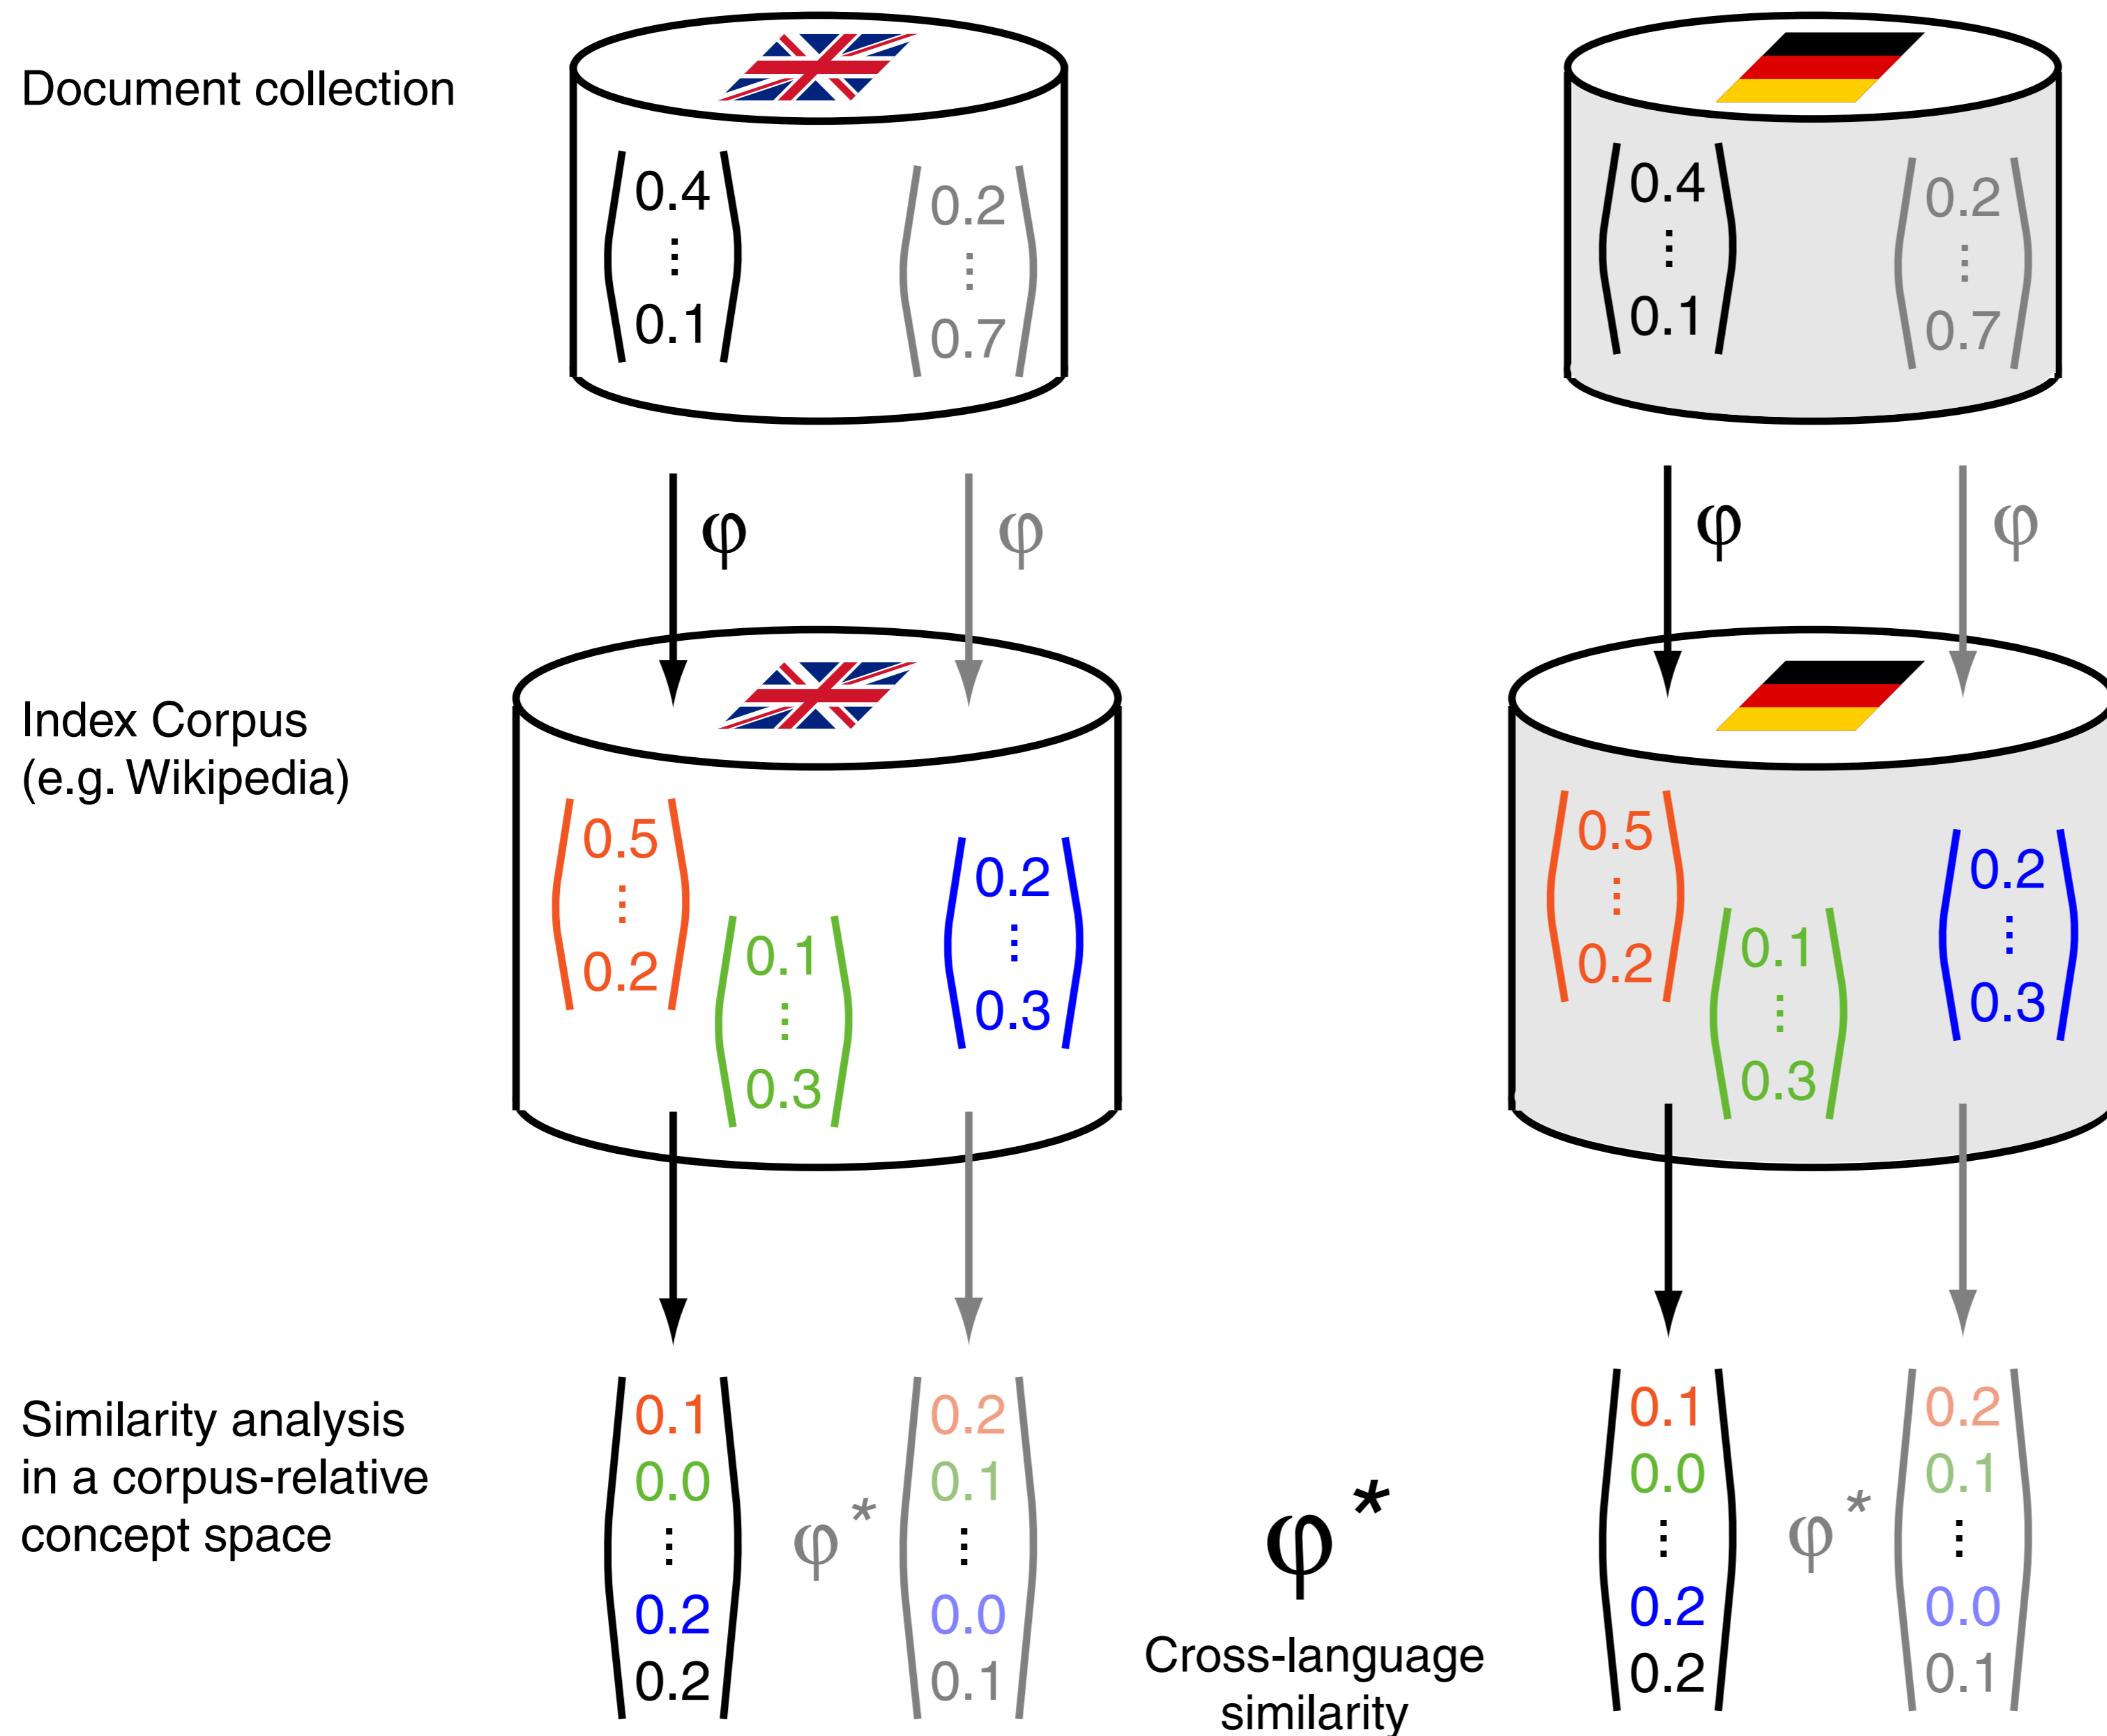 Document collection
0.4 0.2 0.4 0.2
⋮ ⋮ ⋮ ⋮
0.1 0.7 0.1 0.7
φ φ φ φ
Index Corpus
(e.g. Wikipedia)
0.5 0.1 0.2 0.5 0.1 0.2
⋮ ⋮ ⋮ ⋮ ⋮ ⋮
0.2 0.3 0.3 0.2 0.3 0.3
Similarity analysis
in a corpus-relative
concept space
0.1 0.2 0.1 0.2
0.0 0.1 0.0 0.1
⋮ φ* ⋮ φ* ⋮ φ* ⋮
0.2 0.0 0.2 0.0
0.2 0.1 0.2 0.1
Cross-language
similarity